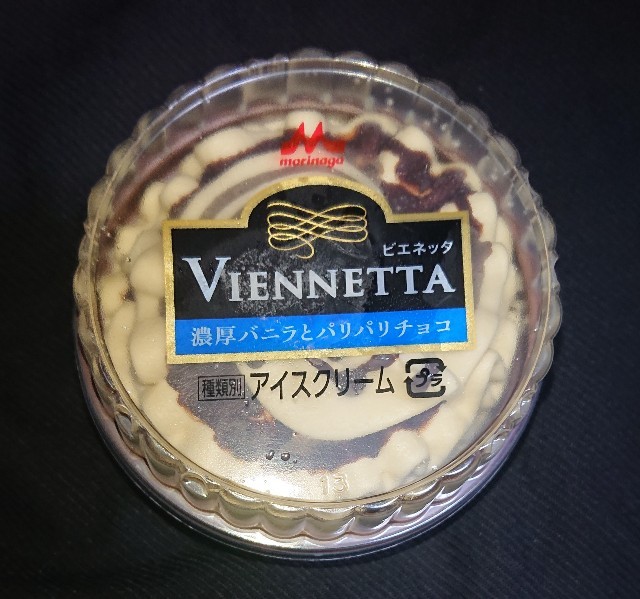 morinaga
ビエネッタ
VIENNETTA
濃厚バニラとパリパリチョコ
種類別 アイスクリーム プラ
13